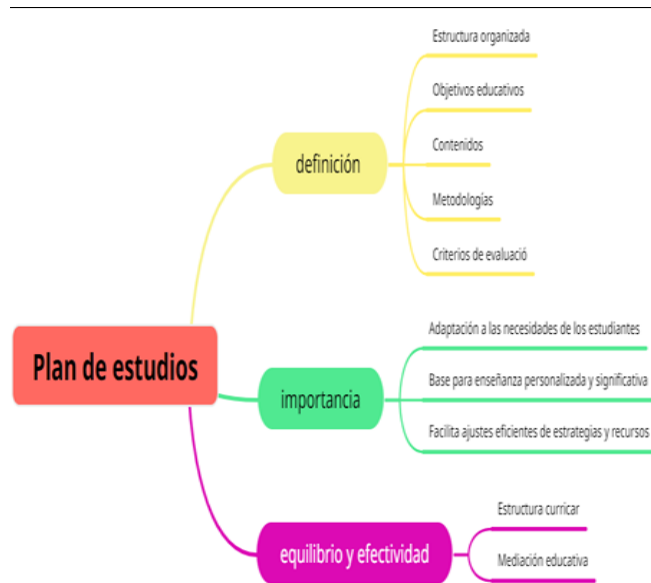 Plan de estudios
definición
Estructura organizada
Objetivos educativos
Contenidos
Metodologías
Criterios de evaluació
importancia
Adaptación a las necesidades de los estudiantes
Base para enseñanza personalizada y significativa
Facilita ajustes eficientes de estrategias y recursos
equilibrio y efectividad
Estructura curricar
Mediación educativa